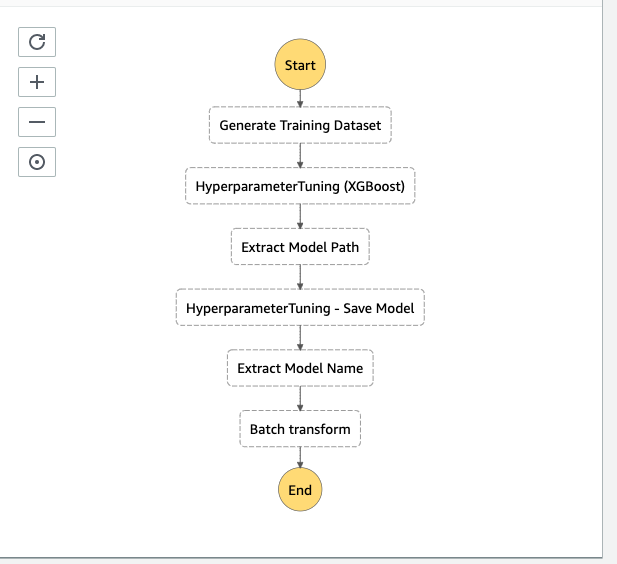 Start
Generate Training Dataset
HyperparameterTuning (XGBoost)
Extract Model Path
HyperparameterTuning - Save Model
Extract Model Name
Batch transform
End